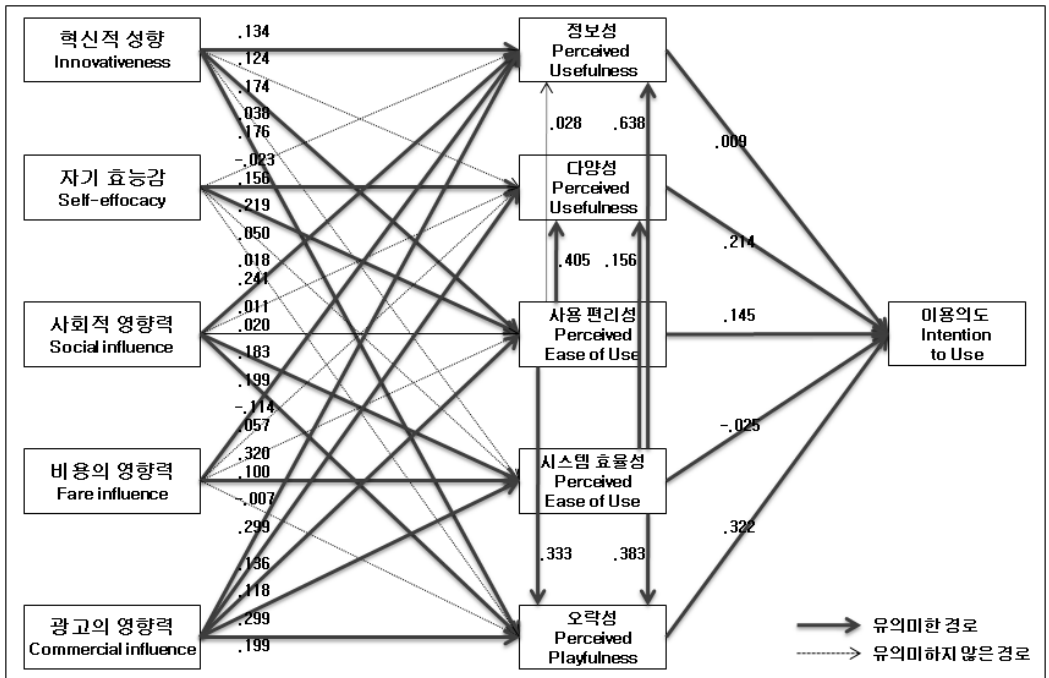 혁신적 성향
Innovativeness
자기 효능감
Self-effocacy
사회적 영향력
Social influence
비용의 영향력
Fare influence
광고의 영향력
Commercial influence
.134
.124
.174
.038
.176
-.023
.156
.219
.050
.018
.241
.011
.020
.183
.199
-.114
.057
.320
.100
-.007
.299
.136
.118
.299
.199
정보성
Perceived
Usefulness
.028
.638
다양성
Perceived
Usefulness
.405
.156
사용 편리성
Perceived
Ease of Use
시스템 효율성
Perceived
Ease of Use
.333
.383
오락성
Perceived
Playfulness
.009
.214
.145
-.025
.322
이용의도
Intention
to Use
유의미한 경로
유의미하지 않은 경로